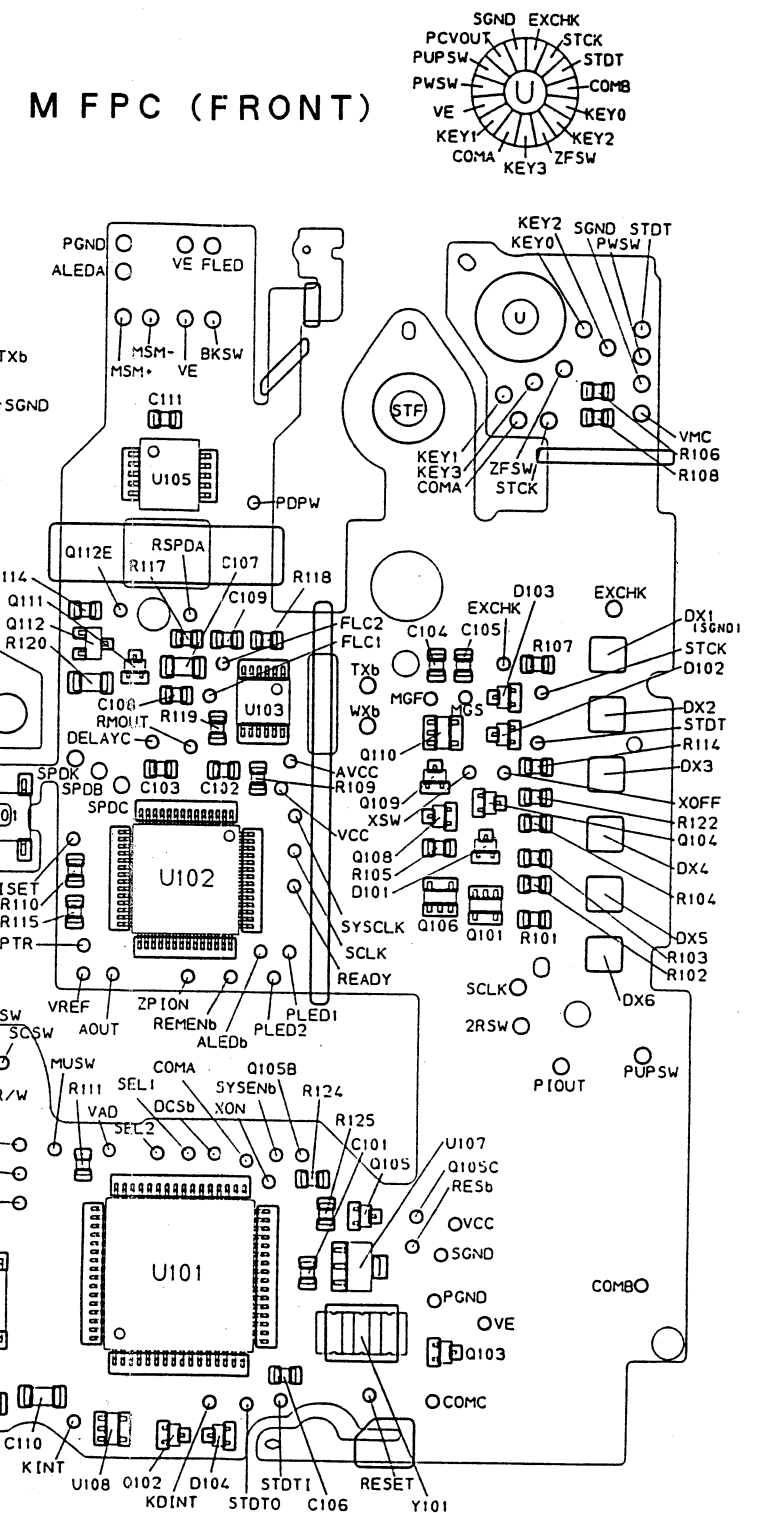 M FPC (FRONT)
SGND EXCHK
PCVOUT STCK
PUPSW STDT
PWSW COMB
U
VE KEY0
KEY1 KEY2
COMA ZFSW
KEY3
PGND
VE FLED
ALEDA
KEY2 SGND STDT
KEY0 PWSW
U
MSM- BKSW
MSM+ VE
TXb
SGND
C111
STF
U105
KEY1
KEY3 ZFSW
COMA STCK
VMC
R106
R108
PDPW
Q112E RSPDA C107
R117 R118
114 C109
Q111
Q112 FLC2
R120 FLC1
EXCHK D103 EXCHK
C104 C105 R107
DX1
(SGND)
STCK
D102
TXb
C108 U103
RMOUT R119
MGF MGS
WXb
DX2
DELAYC
Q110
STDT
R114
SPDK
SPDB C103 C102 AVCC
SPDC R109
DX3
Q109
XSW XOFF
VCC
R122
Q104
01
U102
Q108
R105
D101
DX4
ISET
R110
R104
R115
SYSCLK
Q106 Q101 R101
PTR
SCLK
DX5
R103
READY
R102
VREF ZPION PLED1
AOUT REMENb PLED2
ALEDb
SCLK
DX6
SW
2RSW
SCSW
MUSW COMA Q105B
PIOUT PUPSW
R/W R111 SEL1 SYSENb R124
VAD DCSb XON
SEL2
R125
C101 U107
Q105 Q105C
RESb
VCC
SGND
U101
COMB
PGND
VE
Q103
COMC
C110
KINT
U108 Q102 D104 STDTI RESET
KDINT STDTO C106 Y101